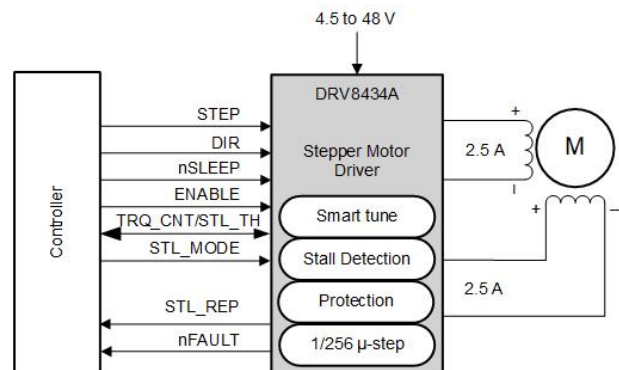 4.5 to 48 V
DRV8434A
Stepper Motor
Driver
Smart tune
Stall Detection
Protection
1/256 µ-step
Controller
STEP
DIR
nSLEEP
ENABLE
TRQ_CNT/STL_TH
STL_MODE
STL_REP
nFAULT
+
2.5 A
–
M
+
–
2.5 A